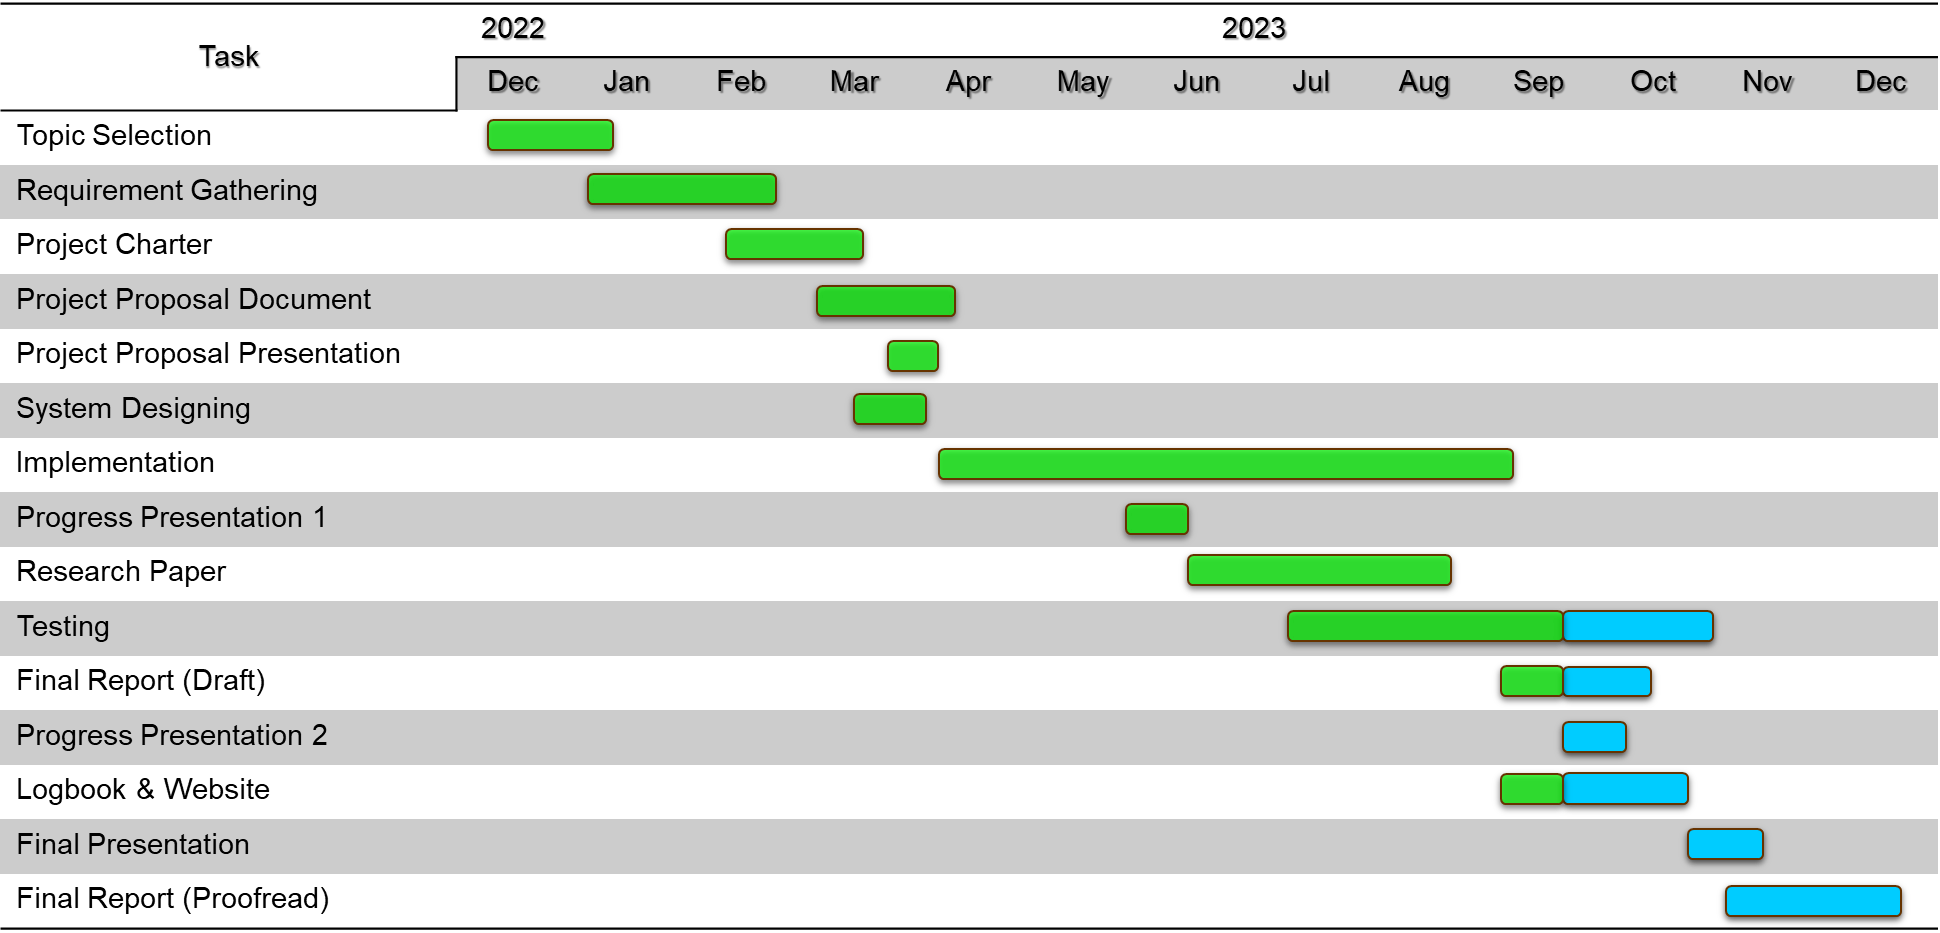 2022 2023
Task
Dec Jan Feb Mar Apr May Jun Jul Aug Sep Oct Nov Dec
Topic Selection
Requirement Gathering
Project Charter
Project Proposal Document
Project Proposal Presentation
System Designing
Implementation
Progress Presentation 1
Research Paper
Testing
Final Report (Draft)
Progress Presentation 2
Logbook & Website
Final Presentation
Final Report (Proofread)